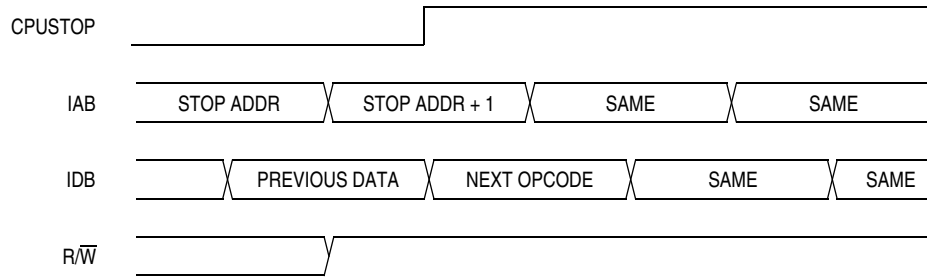 CPUSTOP
IAB STOP ADDR STOP ADDR + 1 SAME SAME
IDB PREVIOUS DATA NEXT OPCODE SAME SAME
R/W̅